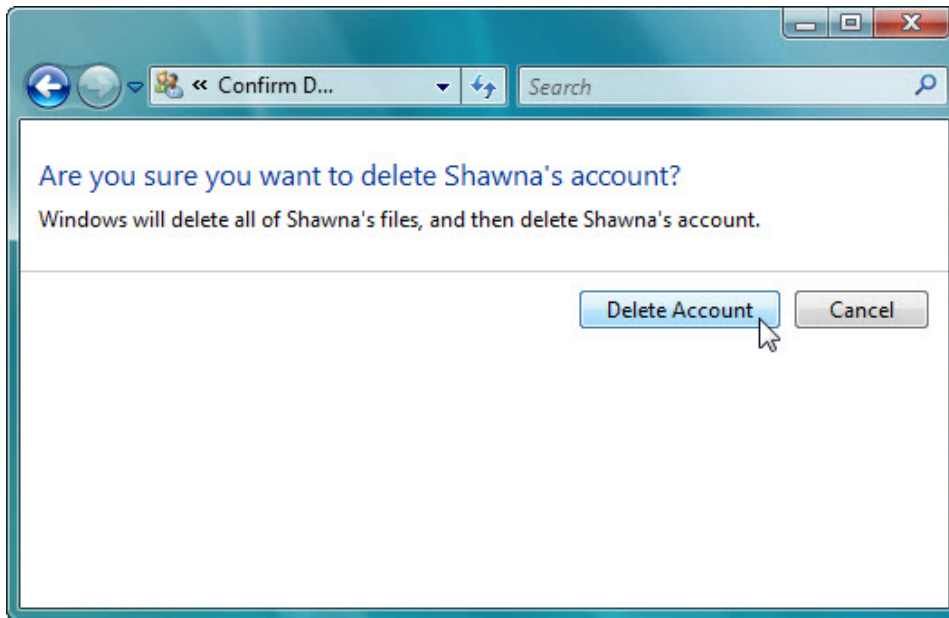 « Confirm D...
Search
Are you sure you want to delete Shawna's account?
Windows will delete all of Shawna's files, and then delete Shawna's account.
Delete Account
Cancel